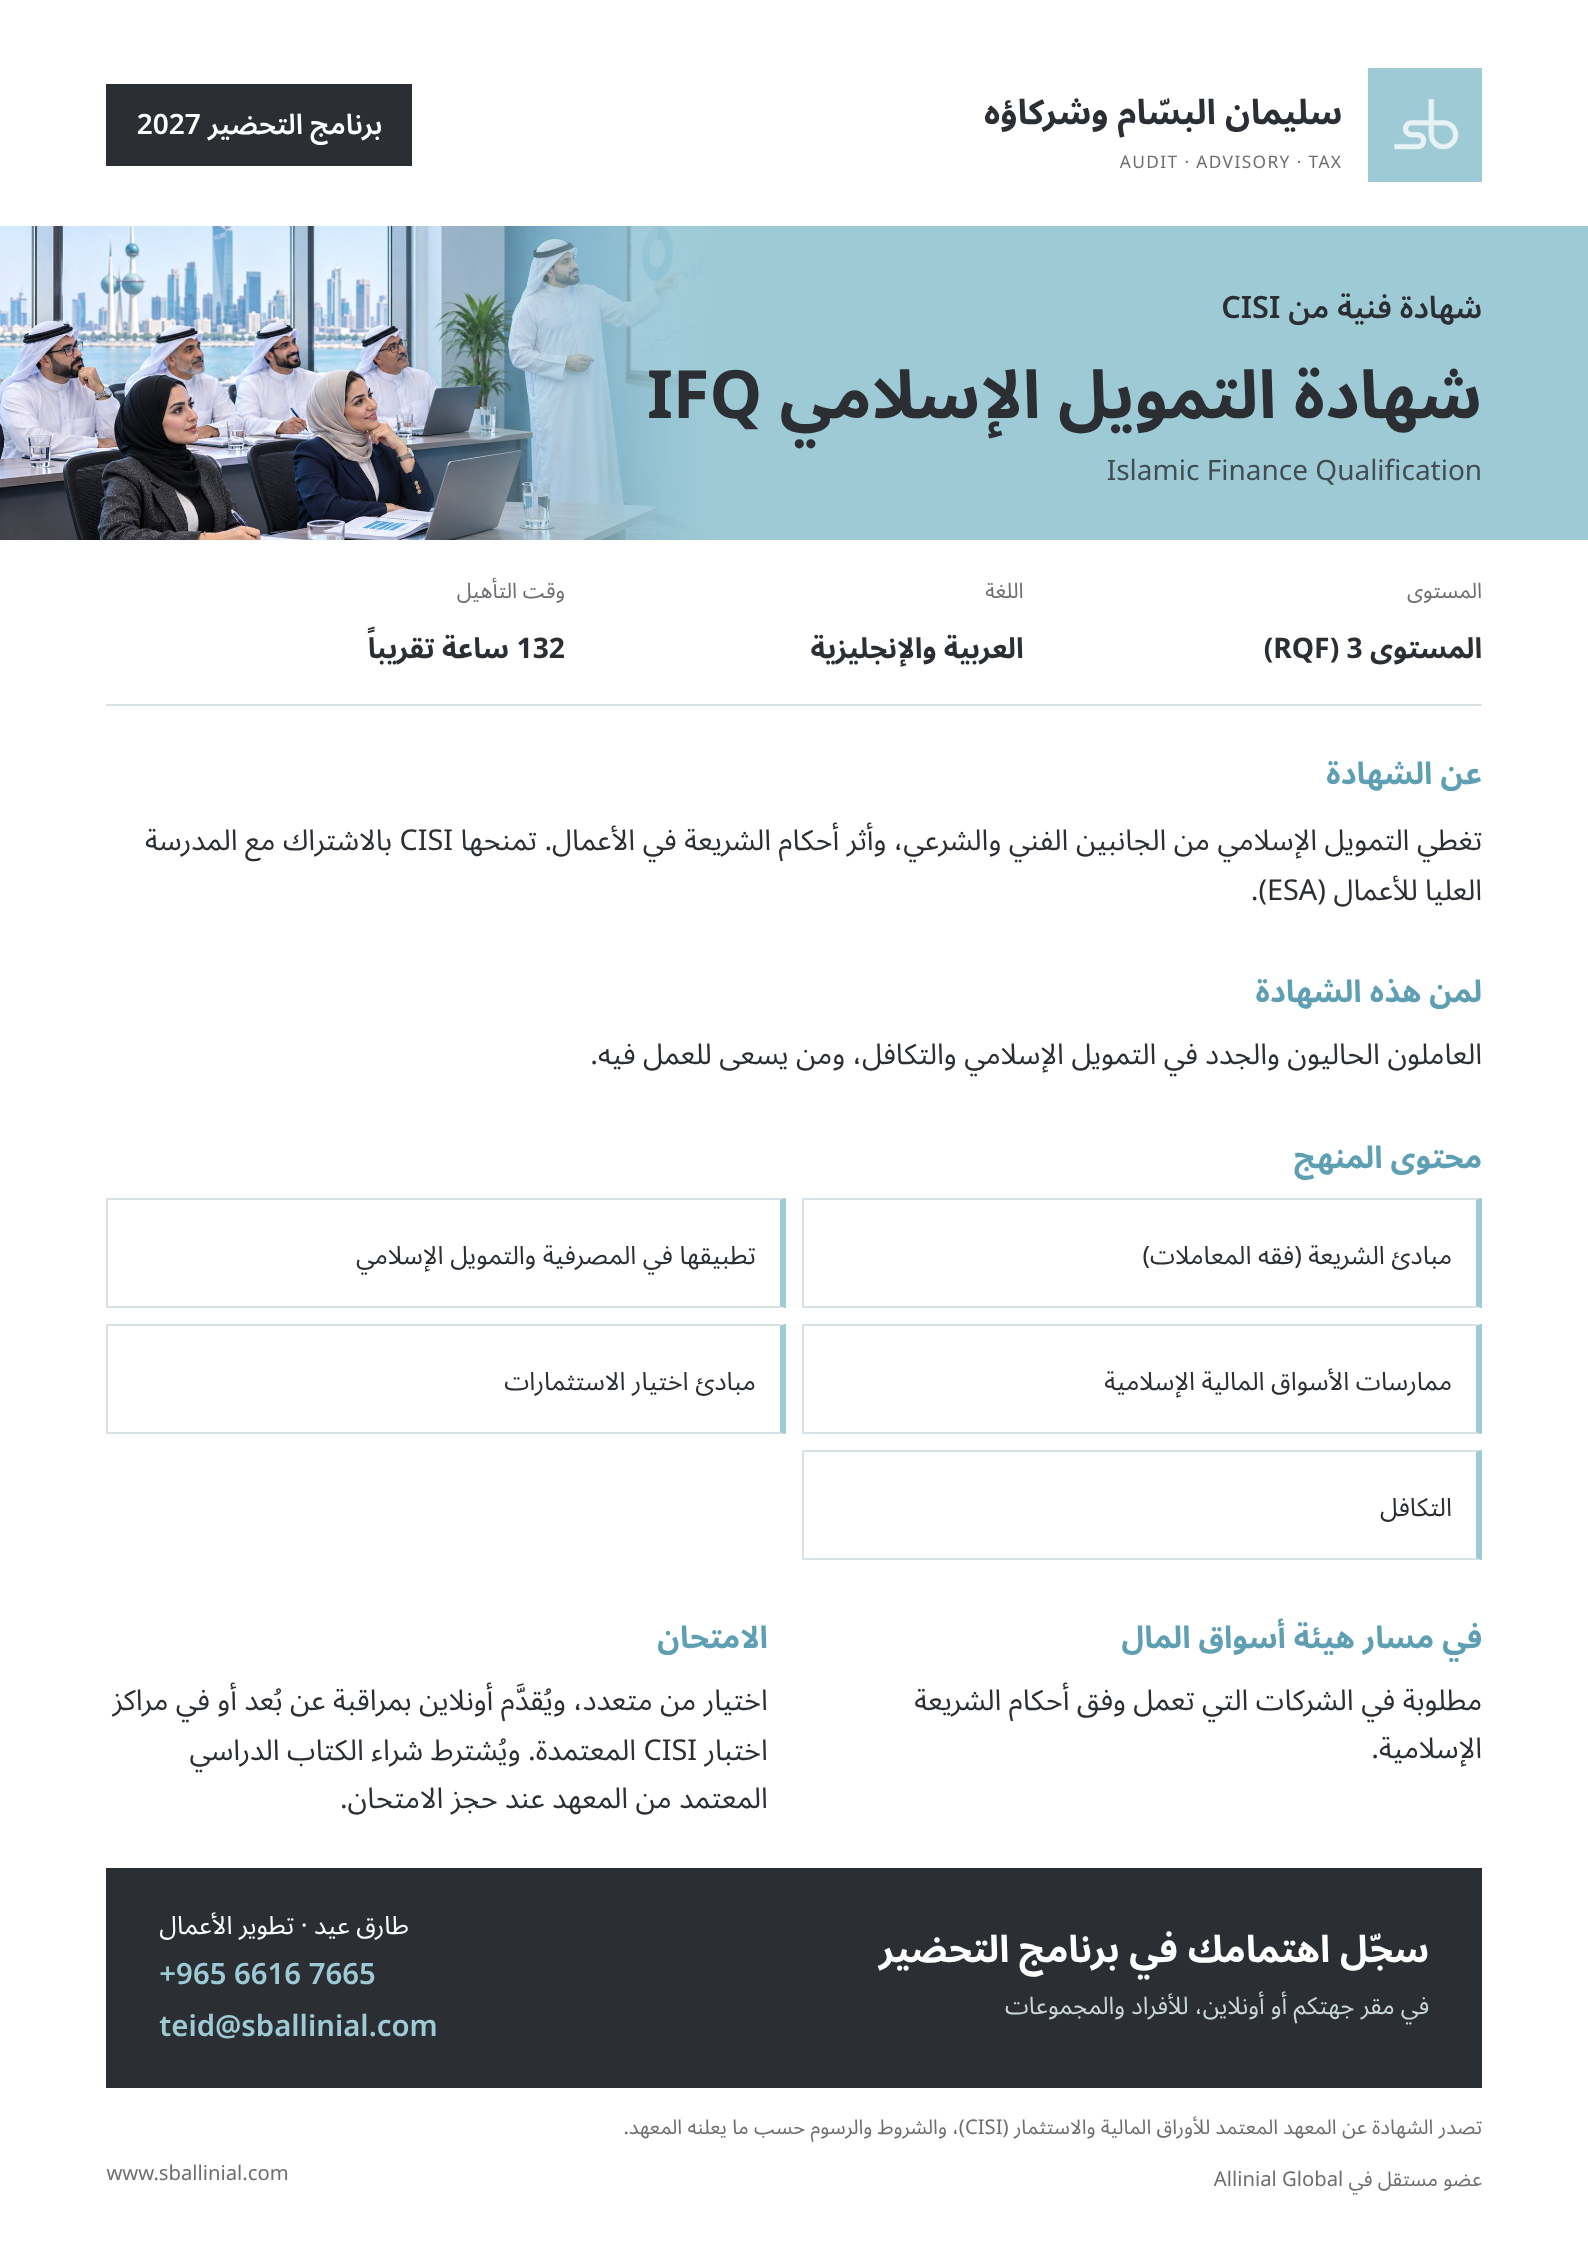 sb
سليمان البسّام وشركاؤه
AUDIT · ADVISORY · TAX
برنامج التحضير 2027
شهادة فنية من CISI
شهادة التمويل الإسلامي IFQ
Islamic Finance Qualification
المستوى
المستوى 3 (RQF)
اللغة
العربية والإنجليزية
وقت التأهيل
132 ساعة تقريباً
عن الشهادة
تغطي التمويل الإسلامي من الجانبين الفني والشرعي، وأثر أحكام الشريعة في الأعمال. تمنحها CISI بالاشتراك مع المدرسة
العليا للأعمال (ESA).
لمن هذه الشهادة
العاملون الحاليون والجدد في التمويل الإسلامي والتكافل، ومن يسعى للعمل فيه.
محتوى المنهج
مبادئ الشريعة (فقه المعاملات)
تطبيقها في المصرفية والتمويل الإسلامي
ممارسات الأسواق المالية الإسلامية
مبادئ اختيار الاستثمارات
التكافل
في مسار هيئة أسواق المال
مطلوبة في الشركات التي تعمل وفق أحكام الشريعة
الإسلامية.
الامتحان
اختيار من متعدد، ويُقدَّم أونلاين بمراقبة عن بُعد أو في مراكز
اختبار CISI المعتمدة. ويُشترط شراء الكتاب الدراسي
المعتمد من المعهد عند حجز الامتحان.
سجّل اهتمامك في برنامج التحضير
في مقر جهتكم أو أونلاين، للأفراد والمجموعات
طارق عيد · تطوير الأعمال
+965 6616 7665
teid@sballinial.com
تصدر الشهادة عن المعهد المعتمد للأوراق المالية والاستثمار (CISI)، والشروط والرسوم حسب ما يعلنه المعهد.
عضو مستقل في Allinial Global
www.sballinial.com